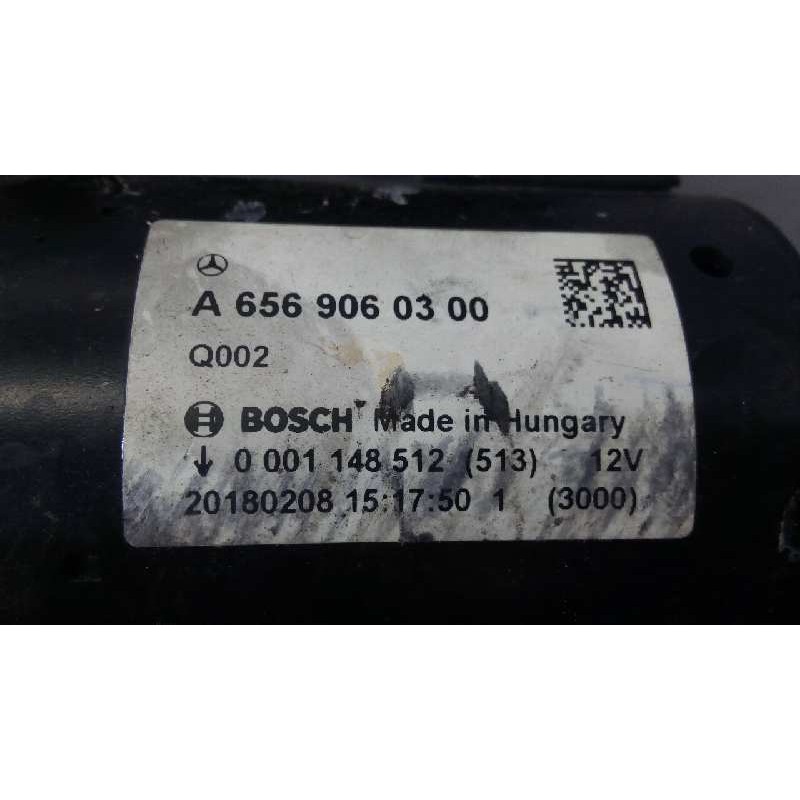 A 656 906 03 00
Q002
BOSCH Made in Hungary
↓ 0 001 148 512 (513) 12V
20180208 15:17:50 1 (3000)